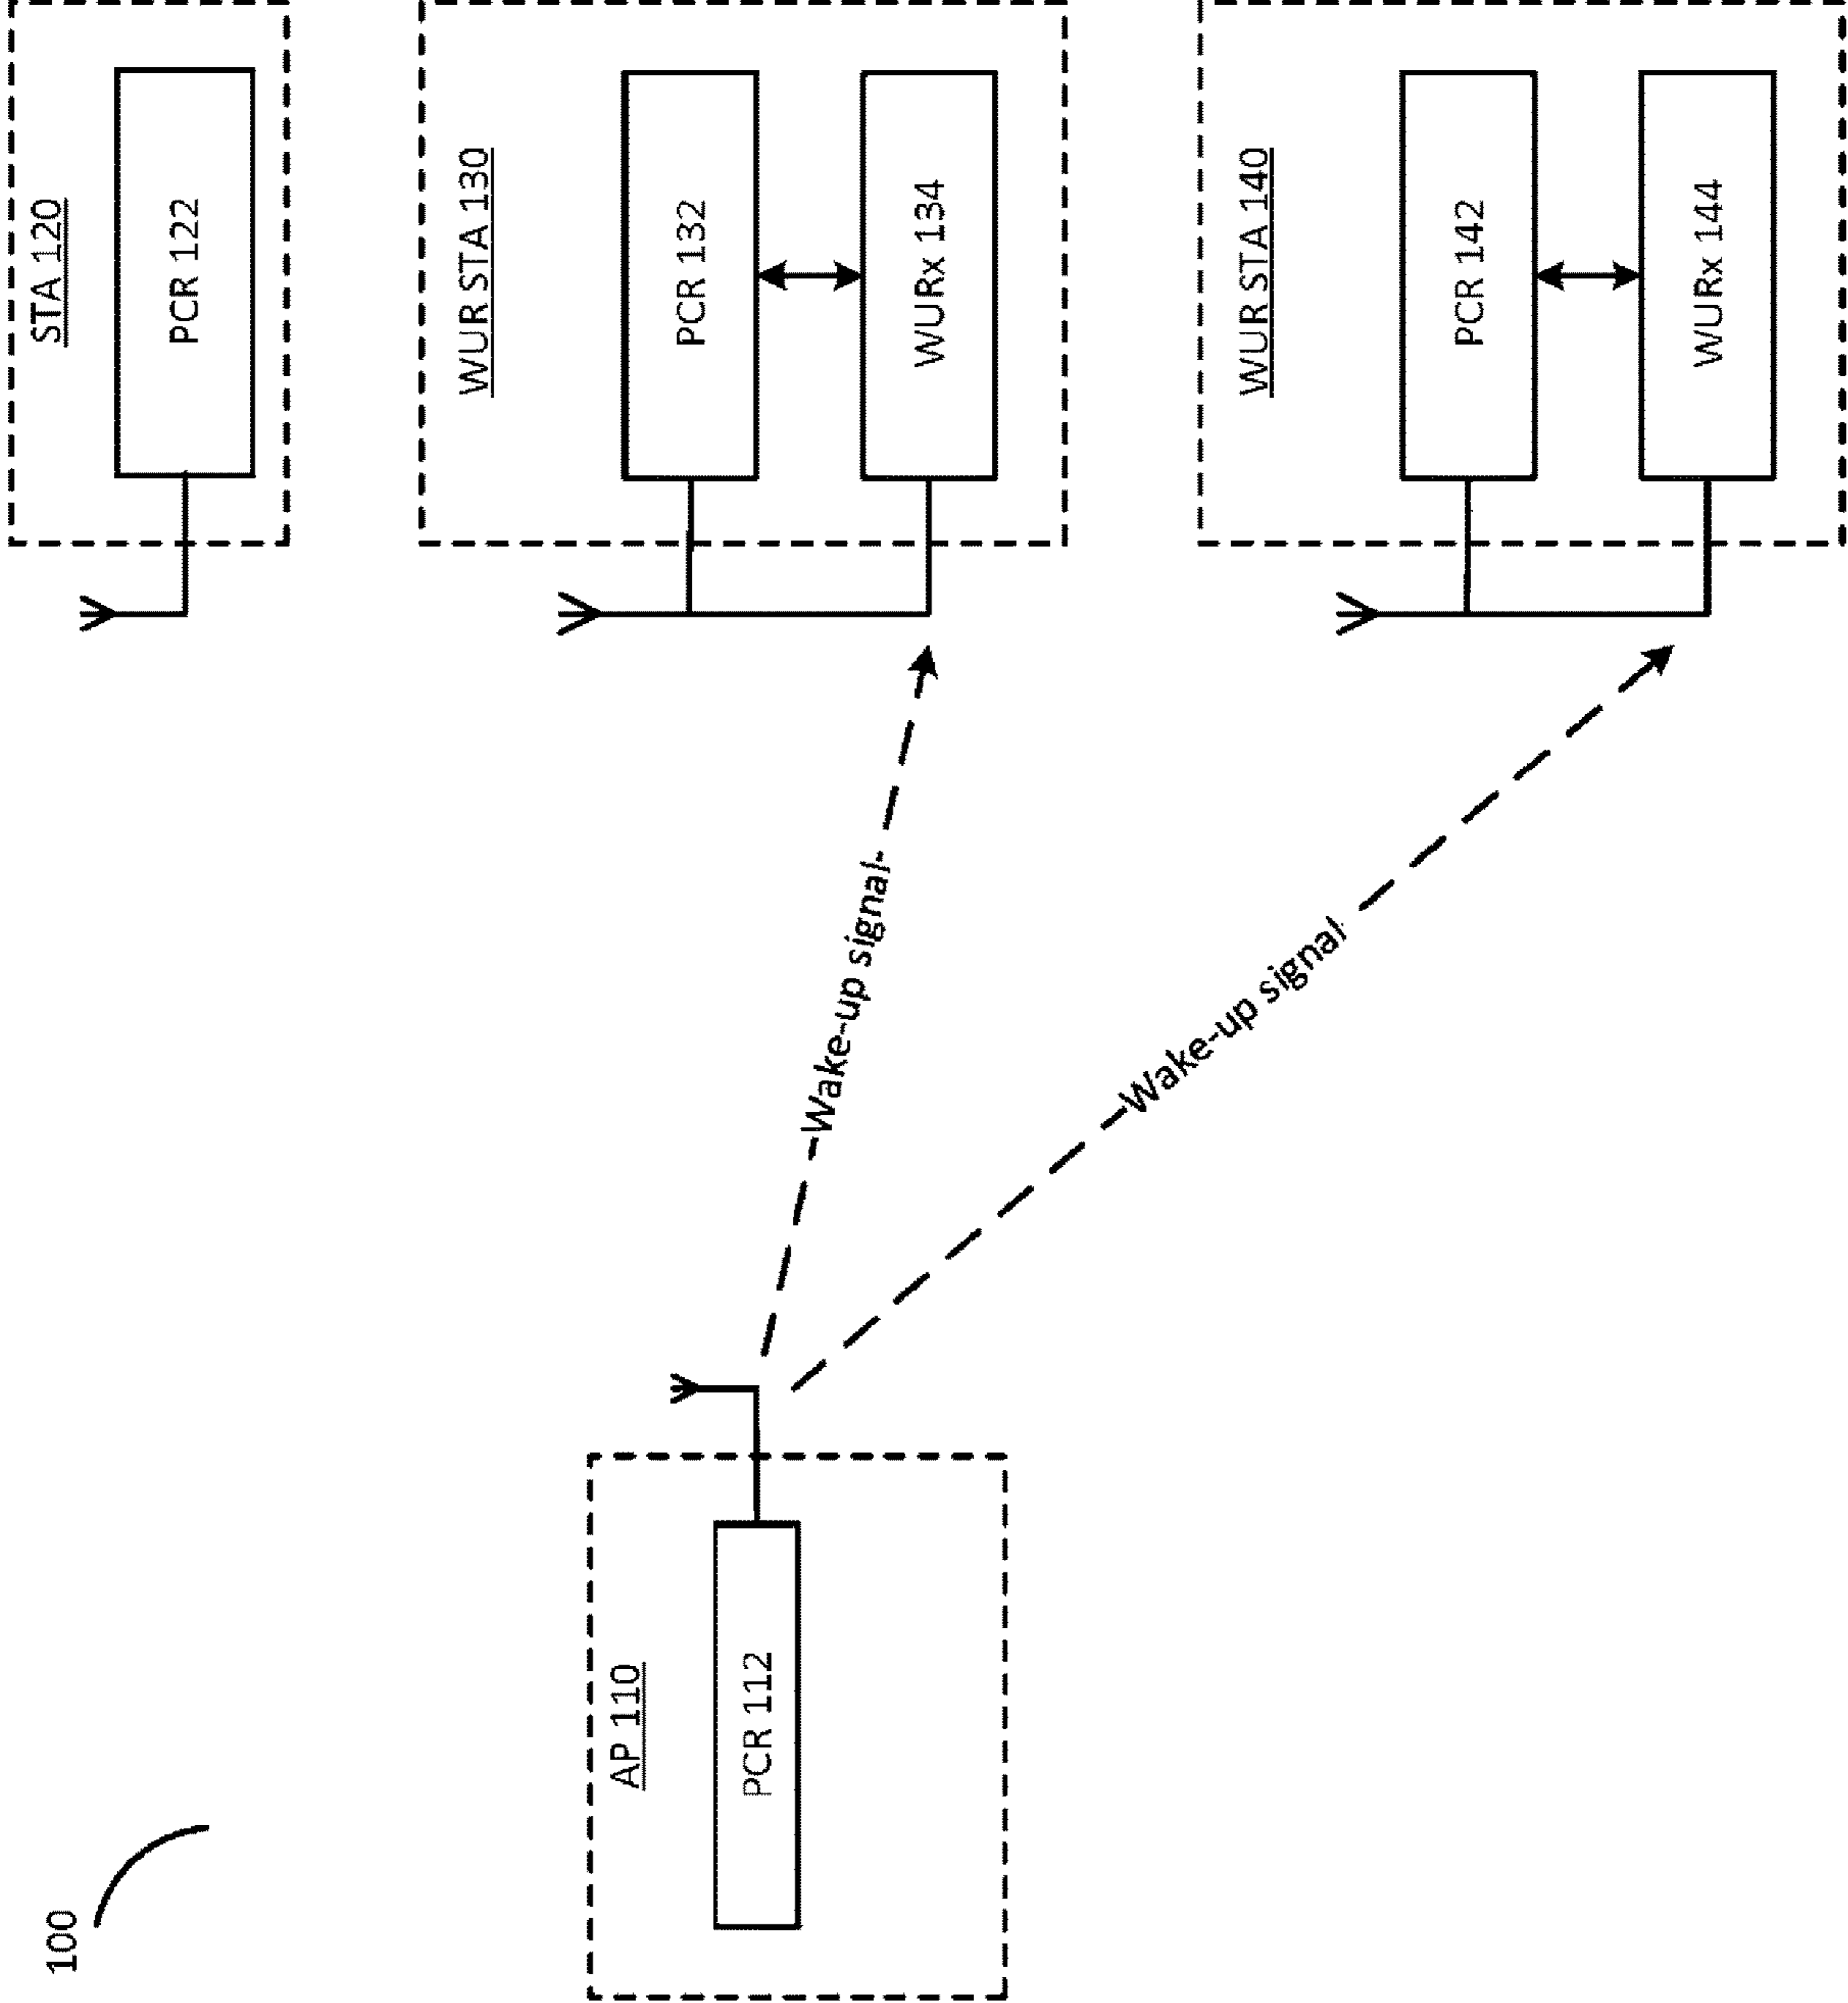 100
AP 110
PCR 112
Wake-up signal
Wake-up signal
STA 120
PCR 122
WUR STA 130
PCR 132
WURx 134
WUR STA 140
PCR 142
WURx 144